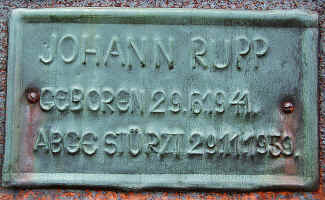 JOHANN RUPP
GEBOREN 29.6.1941.
ABGESTÜRZT 29.11.1959.